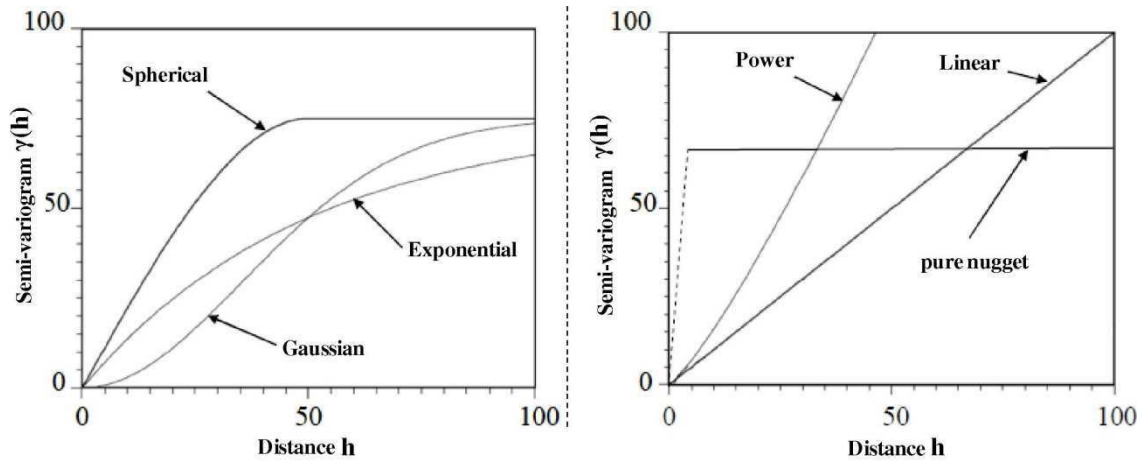 100
Spherical
Semi-variogram γ(h)
50
Exponential
Gaussian
0
0
50
100
Distance h
100
Power
Linear
Semi-variogram γ(h)
50
pure nugget
0
0
50
100
Distance h